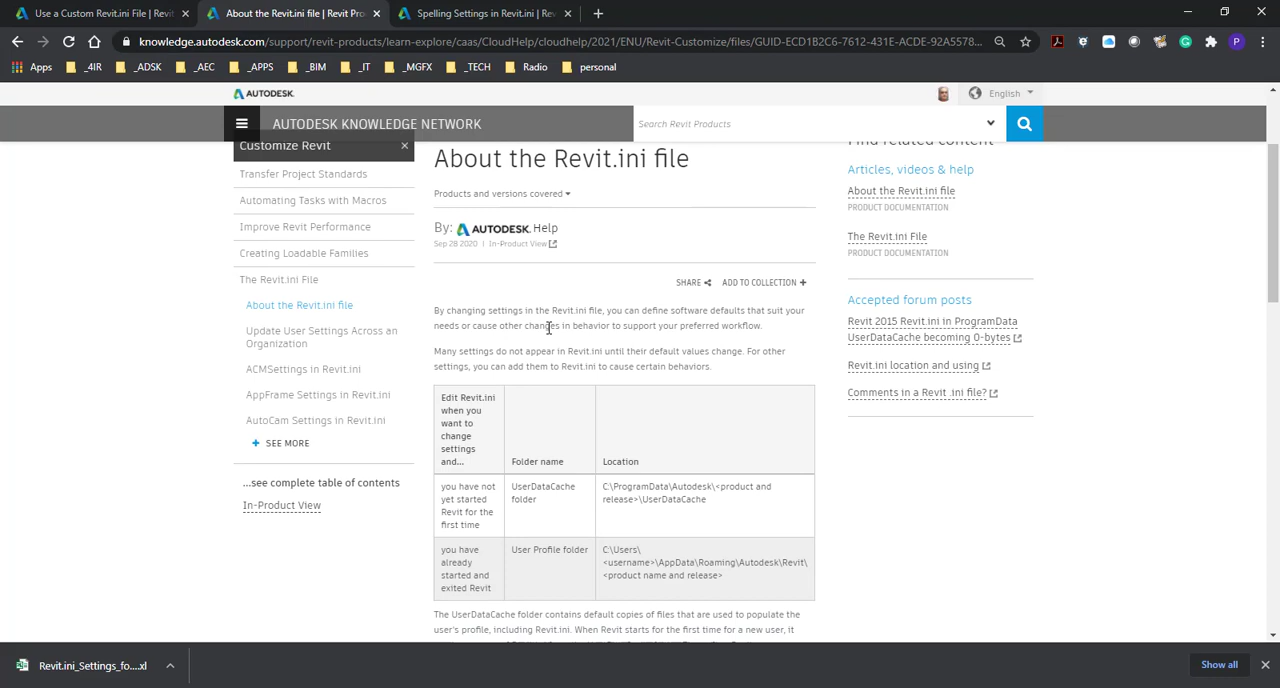 Use a Custom Revit.ini File | Revit
About the Revit.ini file | Revit Pro
Spelling Settings in Revit.ini | Rev
knowledge.autodesk.com/support/revit-products/learn-explore/caas/CloudHelp/cloudhelp/2021/ENU/Revit-Customize/files/GUID-ECD1B2C6-7612-431E-ACDE-92A5578...
Apps _4IR _ADSK _AEC _APPS _BIM _IT _MGFX _TECH Radio personal
AUTODESK.
English
AUTODESK KNOWLEDGE NETWORK
Search Revit Products
Customize Revit
Transfer Project Standards
Automating Tasks with Macros
Improve Revit Performance
Creating Loadable Families
The Revit.ini File
About the Revit.ini file
Update User Settings Across an
Organization
ACMSettings in Revit.ini
AppFrame Settings in Revit.ini
AutoCam Settings in Revit.ini
+ SEE MORE
...see complete table of contents
In-Product View
About the Revit.ini file
Products and versions covered
By: AUTODESK. Help
Sep 28 2020 | In-Product View
SHARE ADD TO COLLECTION +
By changing settings in the Revit.ini file, you can define software defaults that suit your
needs or cause other changes in behavior to support your preferred workflow.
Many settings do not appear in Revit.ini until their default values change. For other
settings, you can add them to Revit.ini to cause certain behaviors.
Edit Revit.ini
when you
want to
change
settings
and...
Folder name
Location
you have not
yet started
Revit for the
first time
UserDataCache
folder
C:\ProgramData\Autodesk\<product and
release>\UserDataCache
you have
already
started and
exited Revit
User Profile folder
C:\Users\
<username>\AppData\Roaming\Autodesk\Revit\
<product name and release>
The UserDataCache folder contains default copies of files that are used to populate the
user's profile, including Revit.ini. When Revit starts for the first time for a new user, it
Find related content
Articles, videos & help
About the Revit.ini file
PRODUCT DOCUMENTATION
The Revit.ini File
PRODUCT DOCUMENTATION
Accepted forum posts
Revit 2015 Revit.ini in ProgramData
UserDataCache becoming 0-bytes
Revit.ini location and using
Comments in a Revit .ini file?
Revit.ini_Settings_fo....xl
Show all